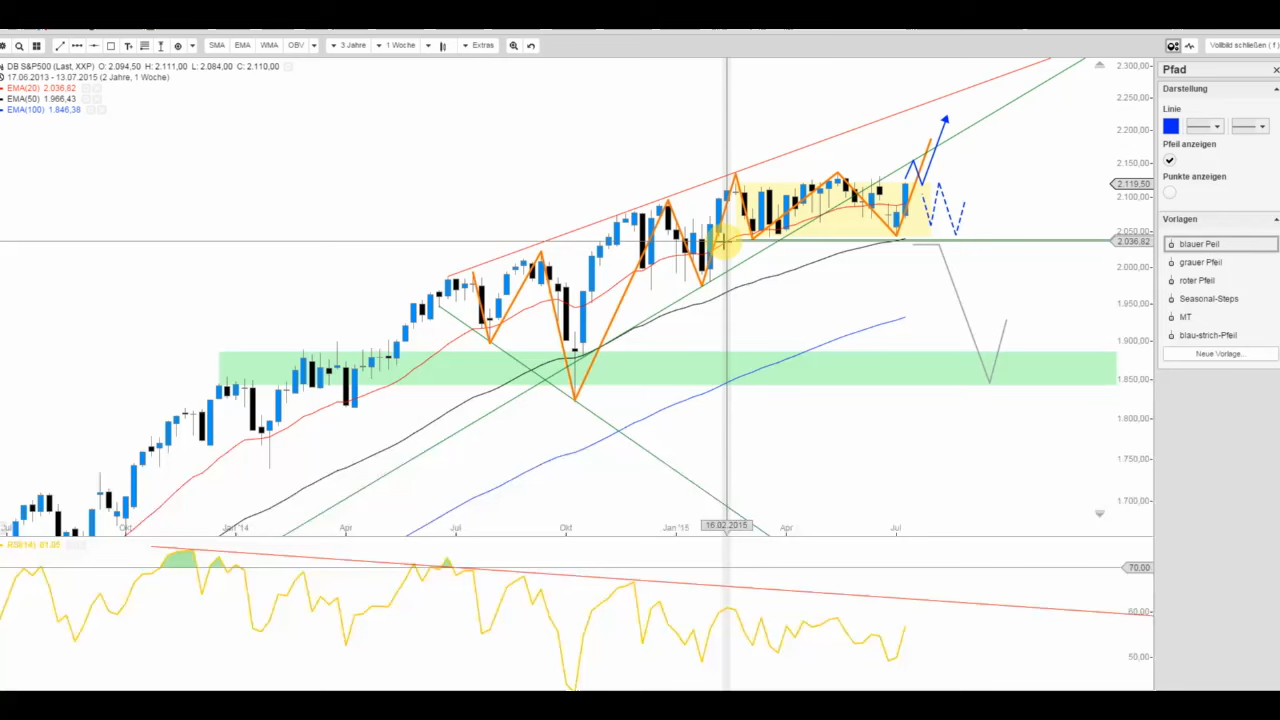 SMA EMA WMA OBV 3 Jahre 1 Woche Extras Vollbild schließen ( f )
DB S&P500 (Last, XXP) O: 2.094,50 H: 2.111,00 L: 2.084,00 C: 2.110,00
17.06.2013 - 13.07.2015 (2 Jahre, 1 Woche)
EMA(20) 2.036,82
EMA(50) 1.966,43
EMA(100) 1.846,38
2.300,00
2.250,00
2.200,00
2.150,00
2.119,50
2.100,00
2.050,00
2.036,82
2.000,00
1.950,00
1.900,00
1.850,00
1.800,00
1.750,00
1.700,00
Okt Jan '14 Apr Jul Okt Jan '15 16.02.2015 Apr Jul
RSI(14) 61,05
70,00
60,00
50,00
Pfad
Darstellung
Linie
Pfeil anzeigen
Punkte anzeigen
Vorlagen
blauer Peil
grauer Pfeil
roter Pfeil
Seasonal-Steps
MT
blau-strich-Pfeil
Neue Vorlage...